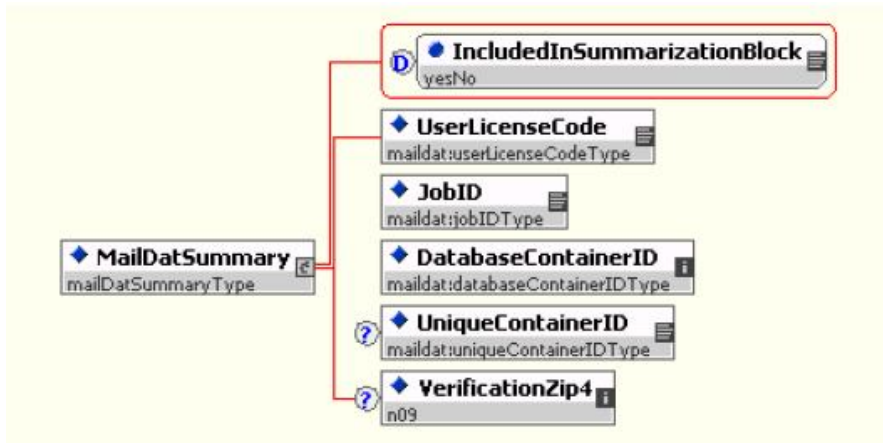 D
IncludedInSummarizationBlock
yesNo
UserLicenseCode
maildat:userLicenseCodeType
JobID
maildat:jobIDType
MailDatSummary
mailDatSummaryType
DatabaseContainerID
maildat:databaseContainerIDType
?
UniqueContainerID
maildat:uniqueContainerIDType
?
VerificationZip4
n09